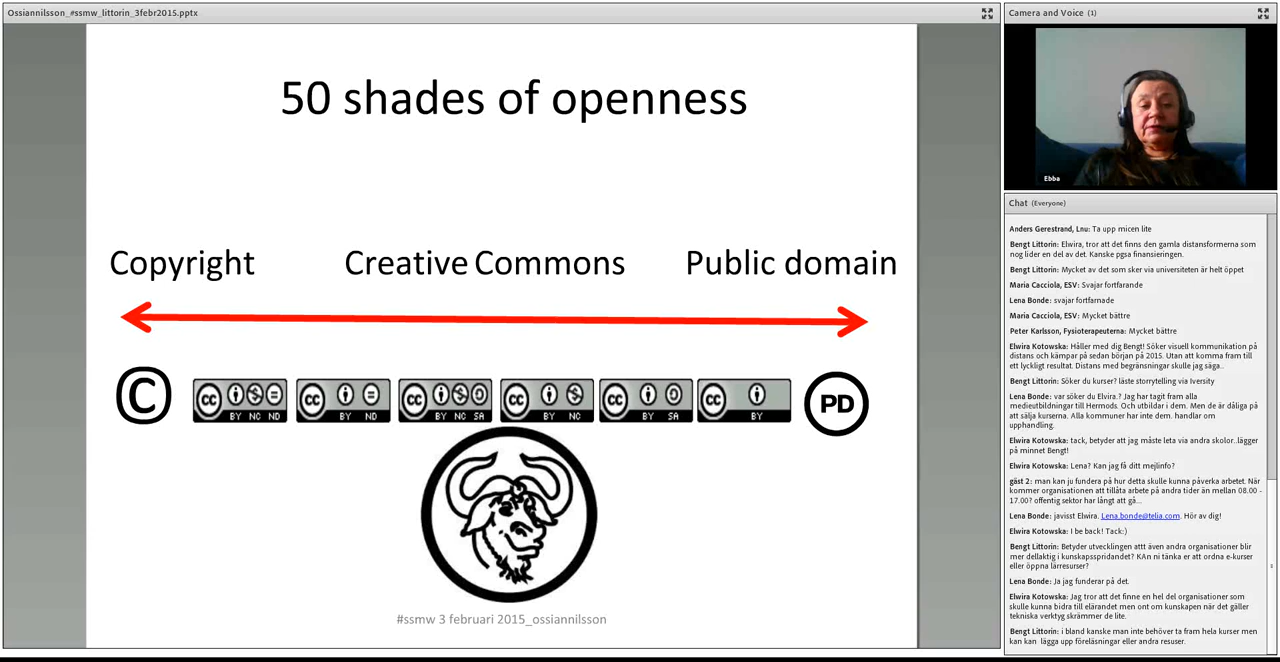 Ossiannilsson_#ssmw_littorin_3febr2015.pptx
50 shades of openness
Copyright Creative Commons Public domain
©
cc BY NC ND
cc BY ND
cc BY NC SA
cc BY NC
cc BY SA
cc BY
PD
#ssmw 3 februari 2015_ossiannilsson
Camera and Voice (1)
Ebba
Chat (Everyone)
Anders Gerestrand, Lnu: Ta upp micen lite
Bengt Littorin: Elwira, tror att det finns den gamla distansformerna som
nog lider en del av det. Kanske pgsa finansieringen.
Bengt Littorin: Mycket av det som sker via universiteten är helt öppet
Maria Cacciola, ESV: Svajar fortfarande
Lena Bonde: svajar fortfarnade
Maria Cacciola, ESV: Mycket bättre
Peter Karlsson, Fysioterapeuterna: Mycket bättre
Elwira Kotowska: Håller med dig Bengt! Söker visuell kommunikation på
distans och kämpar på sedan början på 2015. Utan att komma fram till
ett lyckligt resultat. Distans med begränsningar skulle jag säga..
Bengt Littorin: Söker du kurser? läste storrytelling via Iversity
Lena Bonde: var söker du Elvira.? Jag har tagit fram alla
medieutbildningar till Hermods. Och utbildar i dem. Men de är dåliga på
att sälja kurserna. Alla kommuner har inte dem. handlar om
upphandling.
Elwira Kotowska: tack, betyder att jag måste leta via andra skolor..lägger
på minnet Bengt!
Elwira Kotowska: Lena? Kan jag få ditt mejlinfo?
gäst 2: man kan ju fundera på hur detta skulle kunna påverka arbetet. När
kommer organisationen att tillåta arbete på andra tider än mellan 08.00 -
17.00? offentlig sektor har långt att gå...
Lena Bonde: javisst Elwira. Lena.bonde@telia.com. Hör av dig!
Elwira Kotowska: I be back! Tack:)
Bengt Littorin: Betyder utvecklingen attt även andra organisationer blir
mer dellaktig i kunskapsspridandet? KAn ni tänka er att ordna e-kurser
eller öppna lärresurser?
Lena Bonde: Ja jag funderar på det.
Elwira Kotowska: Jag tror att det finne en hel del organisationer som
skulle kunna bidra till elärandet men ont om kunskapen när det gäller
tekniska verktyg skrämmer de lite.
Bengt Littorin: i bland kanske man inte behöver ta fram hela kurser men
kan kan lägga upp föreläsningar eller andra resuser.